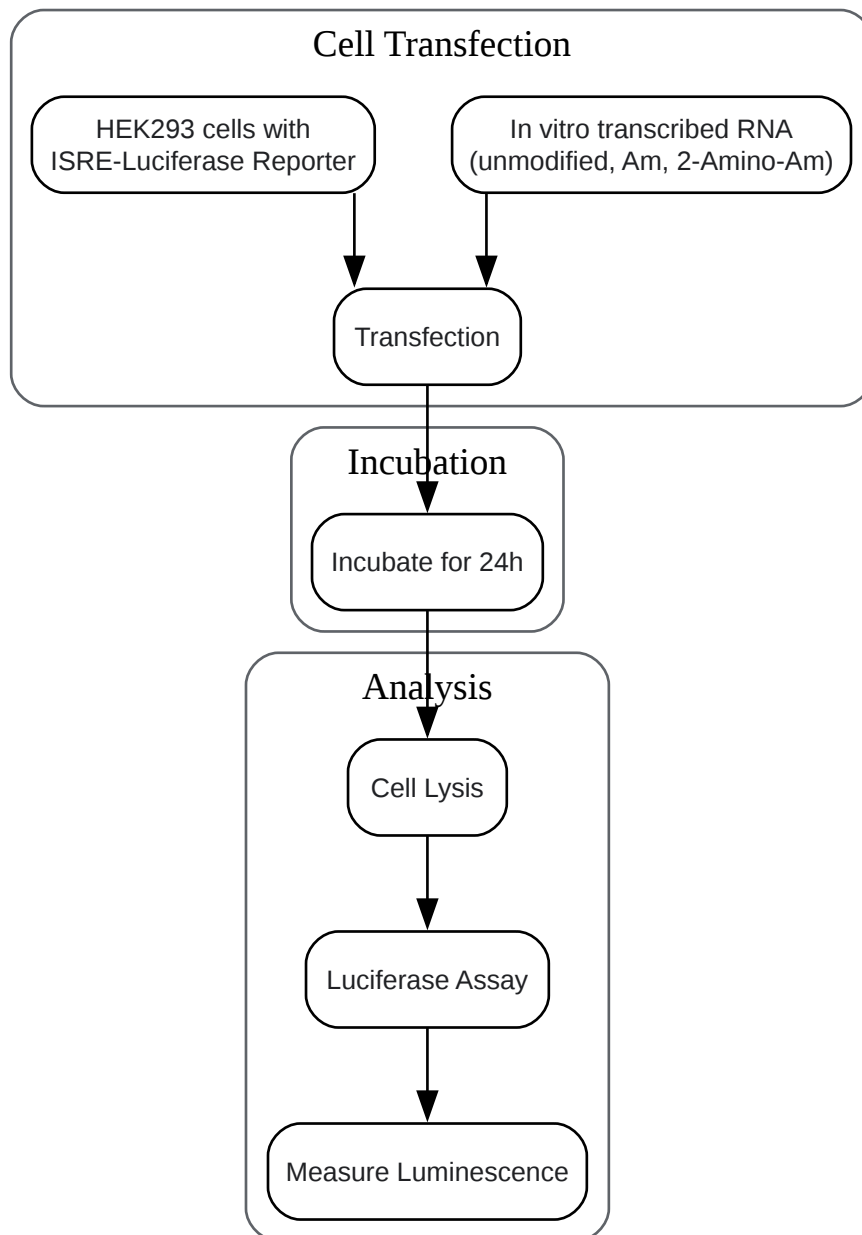 Cell Transfection
HEK293 cells with
ISRE-Luciferase Reporter
In vitro transcribed RNA
(unmodified, Am, 2-Amino-Am)
Transfection
Incubation
Incubate for 24h
Analysis
Cell Lysis
Luciferase Assay
Measure Luminescence